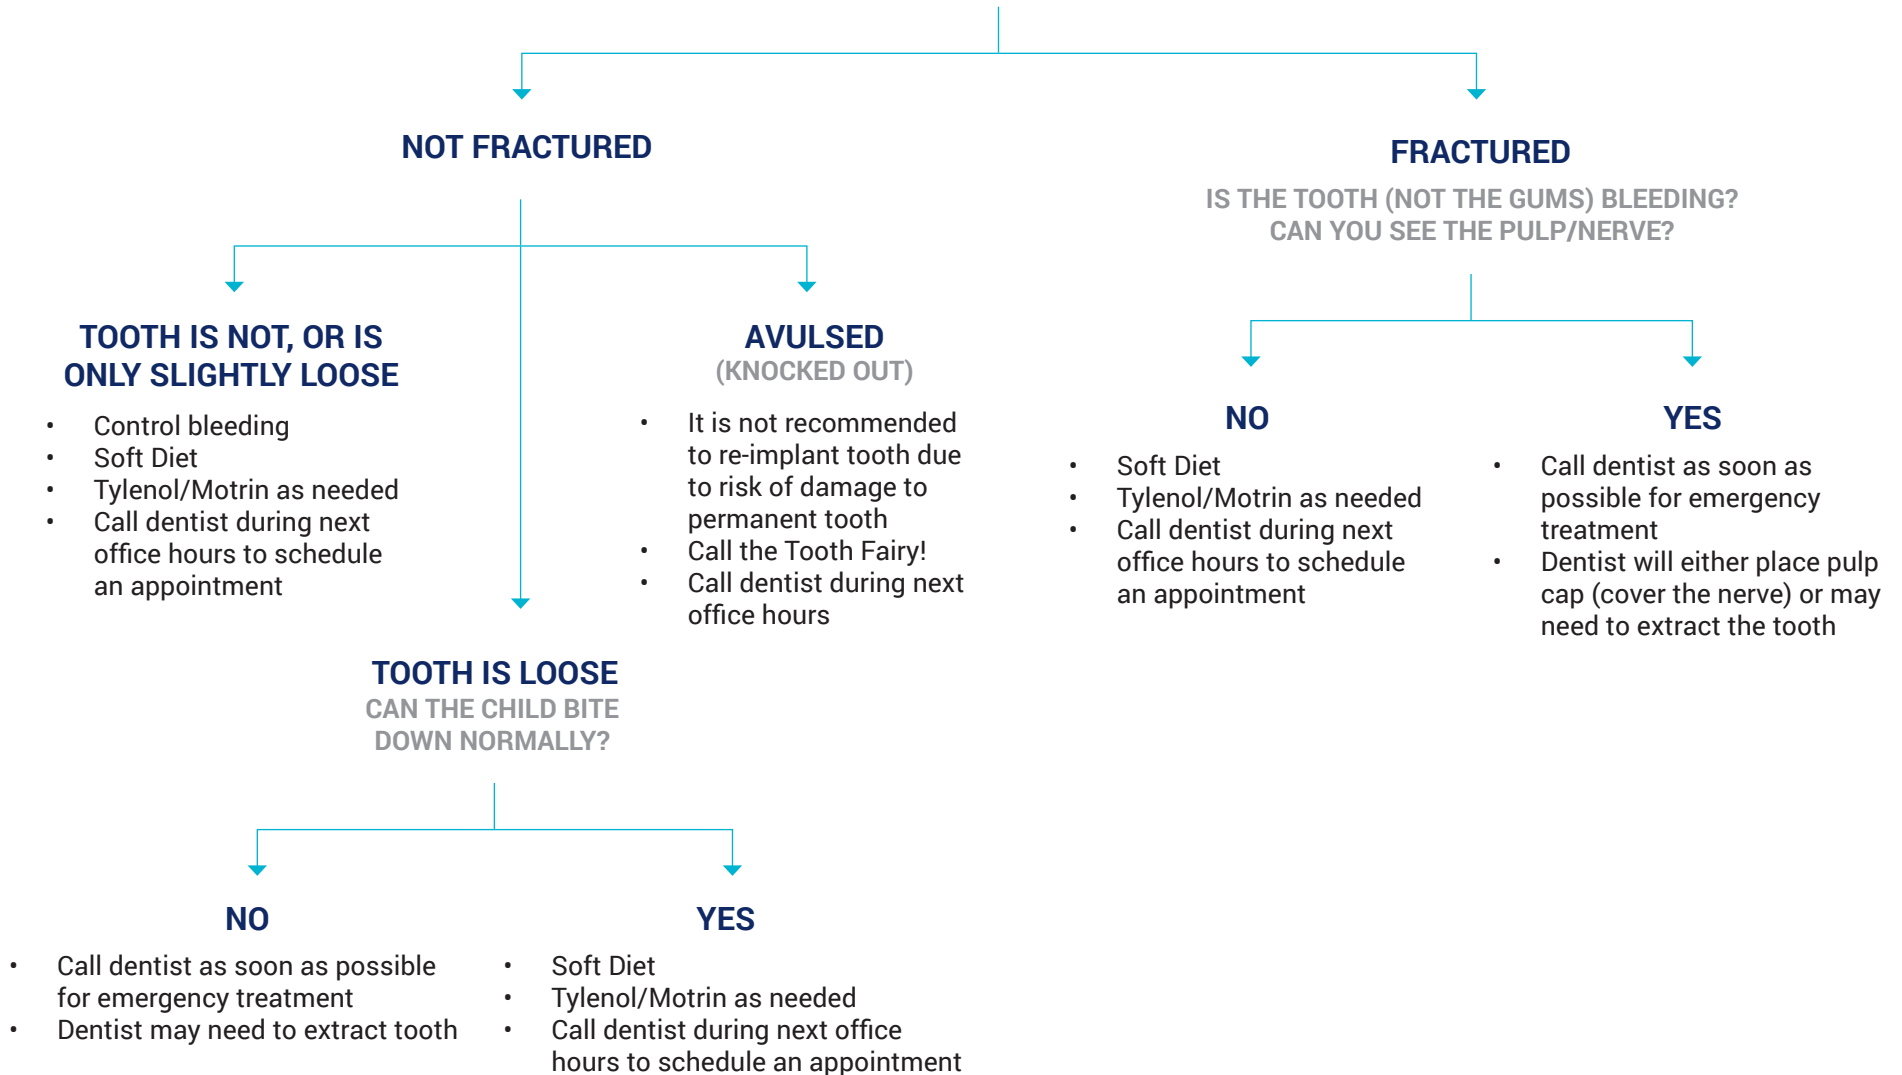 NOT FRACTURED
FRACTURED
IS THE TOOTH (NOT THE GUMS) BLEEDING?
CAN YOU SEE THE PULP/NERVE?
TOOTH IS NOT, OR IS
ONLY SLIGHTLY LOOSE
• Control bleeding
• Soft Diet
• Tylenol/Motrin as needed
• Call dentist during next
office hours to schedule
an appointment
AVULSED
(KNOCKED OUT)
• It is not recommended
to re-implant tooth due
to risk of damage to
permanent tooth
• Call the Tooth Fairy!
• Call dentist during next
office hours
NO
• Soft Diet
• Tylenol/Motrin as needed
• Call dentist during next
office hours to schedule
an appointment
YES
• Call dentist as soon as
possible for emergency
treatment
• Dentist will either place pulp
cap (cover the nerve) or may
need to extract the tooth
TOOTH IS LOOSE
CAN THE CHILD BITE
DOWN NORMALLY?
NO
• Call dentist as soon as possible
for emergency treatment
• Dentist may need to extract tooth
YES
• Soft Diet
• Tylenol/Motrin as needed
• Call dentist during next office
hours to schedule an appointment